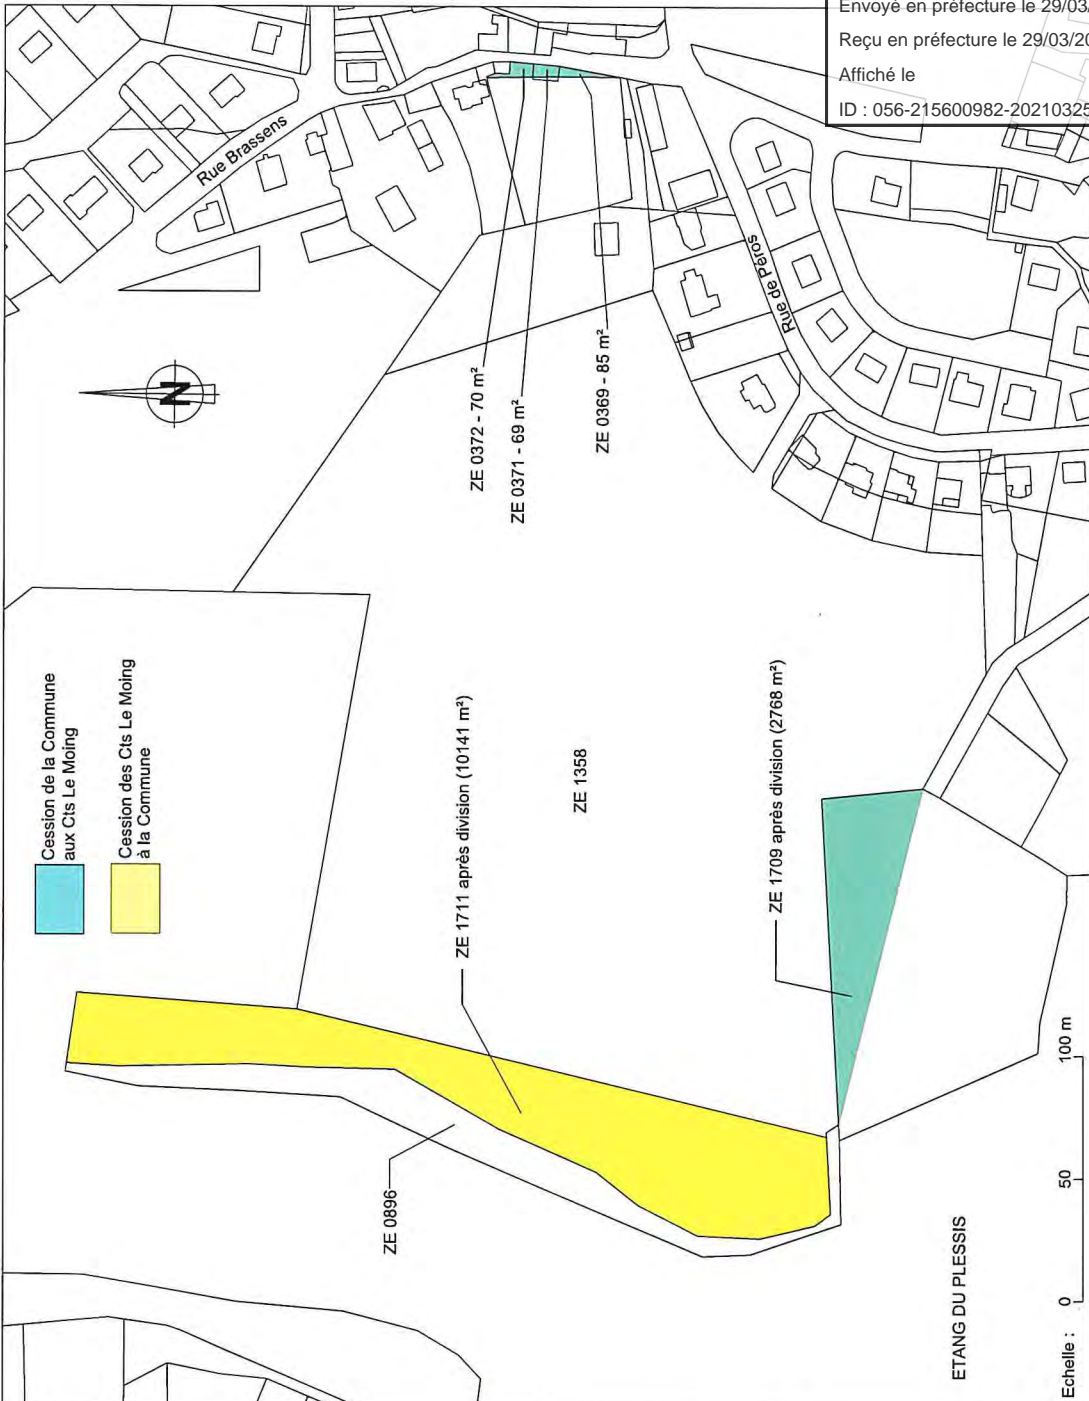 Envoyé en préfecture le 29/03/
Reçu en préfecture le 29/03/20
Affiché le
ID : 056-215600982-20210325
Rue Brassens
Rue de Péros
N
ZE 0372 - 70 m²
ZE 0371 - 69 m²
ZE 0369 - 85 m²
Cession de la Commune
aux Cts Le Moing
Cession des Cts Le Moing
à la Commune
ZE 1711 après division (10141 m²)
ZE 1358
ZE 1709 après division (2768 m²)
ZE 0896
ETANG DU PLESSIS
Echelle :
0
50
100 m